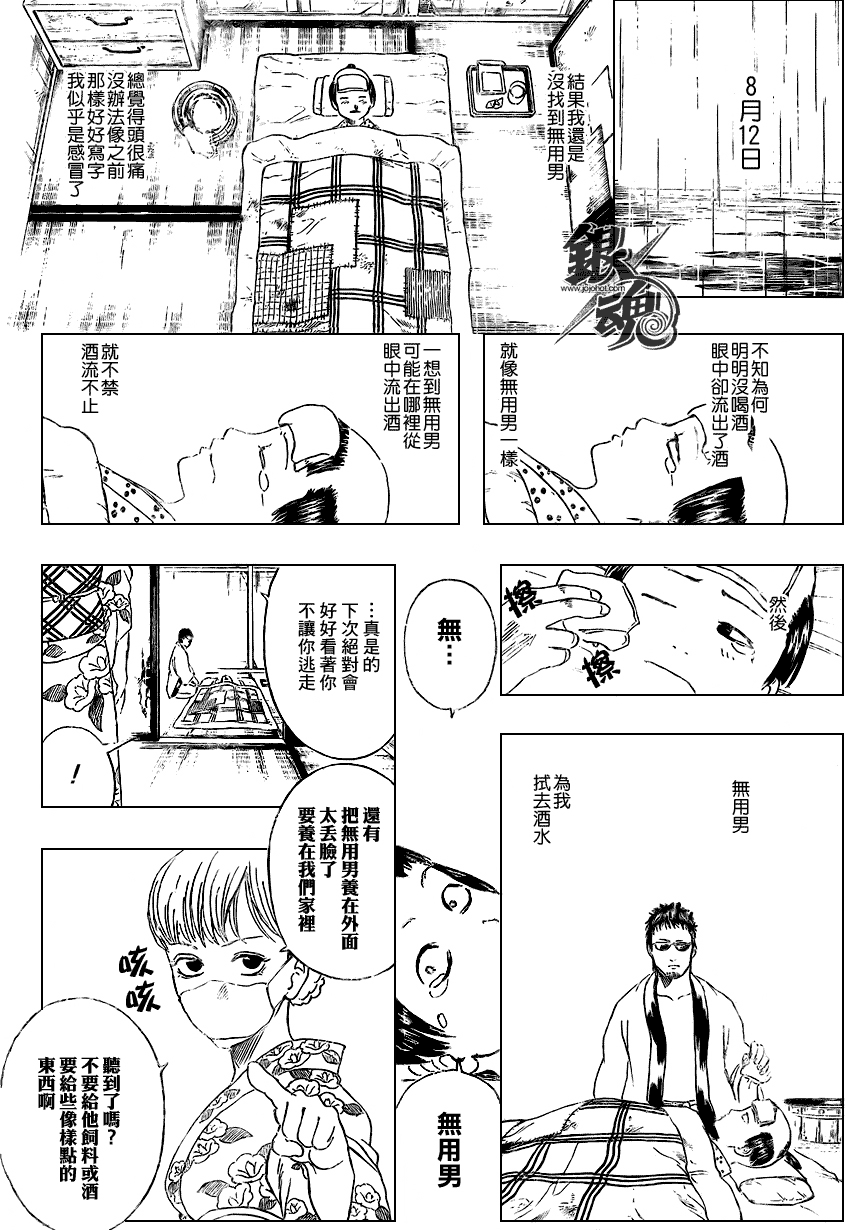 8月12日
結果我還是
沒找到無用男
總覺得頭很痛
沒辦法像之前
那樣好好寫字
我似乎是感冒了
銀魂
www.jojohot.com
不知為何
明明沒喝酒
眼中卻流出了酒
就像無用男一樣
一想到無用男
可能在哪裡從
眼中流出酒
就不禁
酒流不止
然後
擦
擦
無用男
為我
拭去酒水
無…
無用男
…真是的
下次絕對會
好好看著你
不讓你逃走
！
還有
把無用男養在外面
太丟臉了
要養在我們家裡
咳
咳
聽到了嗎？
不要給他飼料或酒
要給些像樣點的
東西啊